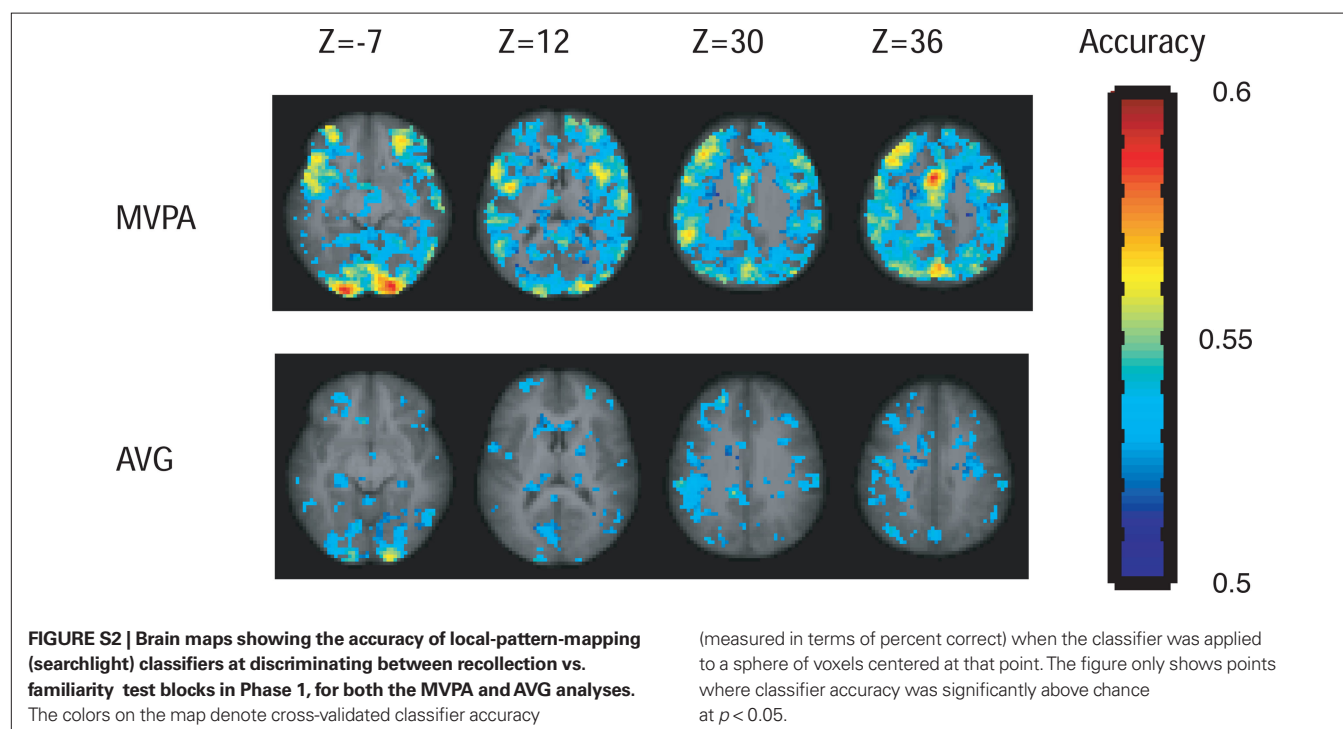 Z=-7 Z=12 Z=30 Z=36 Accuracy
0.6
MVPA
0.55
AVG
0.5
FIGURE S2 | Brain maps showing the accuracy of local-pattern-mapping
(searchlight) classifiers at discriminating between recollection vs.
familiarity test blocks in Phase 1, for both the MVPA and AVG analyses.
The colors on the map denote cross-validated classifier accuracy
(measured in terms of percent correct) when the classifier was applied
to a sphere of voxels centered at that point. The figure only shows points
where classifier accuracy was significantly above chance
at p < 0.05.